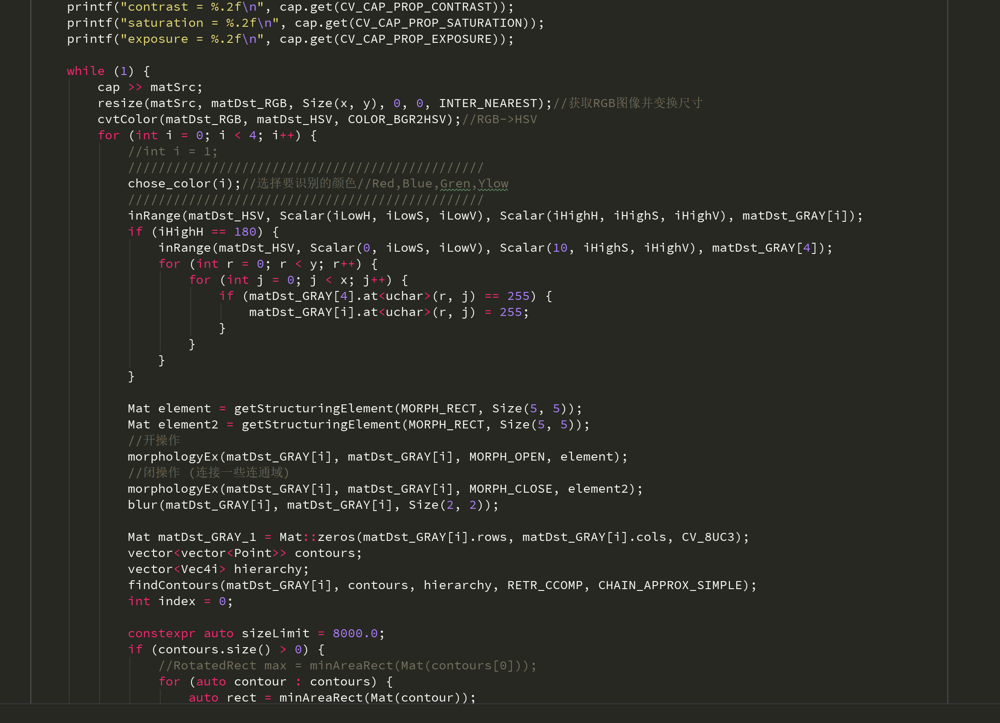 printf("contrast = %.2f\n", cap.get(CV_CAP_PROP_CONTRAST));
printf("saturation = %.2f\n", cap.get(CV_CAP_PROP_SATURATION));
printf("exposure = %.2f\n", cap.get(CV_CAP_PROP_EXPOSURE));

while (1) {
    cap >> matSrc;
    resize(matSrc, matDst_RGB, Size(x, y), 0, 0, INTER_NEAREST);//获取RGB图像并变换尺寸
    cvtColor(matDst_RGB, matDst_HSV, COLOR_BGR2HSV);//RGB->HSV
    for (int i = 0; i < 4; i++) {
        //int i = 1;
        ///////////////////////////////////////////////
        chose_color(i);//选择要识别的颜色//Red,Blue,Gren,Ylow
        ///////////////////////////////////////////////
        inRange(matDst_HSV, Scalar(iLowH, iLowS, iLowV), Scalar(iHighH, iHighS, iHighV), matDst_GRAY[i]);
        if (iHighH == 180) {
            inRange(matDst_HSV, Scalar(0, iLowS, iLowV), Scalar(10, iHighS, iHighV), matDst_GRAY[4]);
            for (int r = 0; r < y; r++) {
                for (int j = 0; j < x; j++) {
                    if (matDst_GRAY[4].at<uchar>(r, j) == 255) {
                        matDst_GRAY[i].at<uchar>(r, j) = 255;
                    }
                }
            }
        }

        Mat element = getStructuringElement(MORPH_RECT, Size(5, 5));
        Mat element2 = getStructuringElement(MORPH_RECT, Size(5, 5));
        //开操作
        morphologyEx(matDst_GRAY[i], matDst_GRAY[i], MORPH_OPEN, element);
        //闭操作 (连接一些连通域)
        morphologyEx(matDst_GRAY[i], matDst_GRAY[i], MORPH_CLOSE, element2);
        blur(matDst_GRAY[i], matDst_GRAY[i], Size(2, 2));

        Mat matDst_GRAY_1 = Mat::zeros(matDst_GRAY[i].rows, matDst_GRAY[i].cols, CV_8UC3);
        vector<vector<Point>> contours;
        vector<Vec4i> hierarchy;
        findContours(matDst_GRAY[i], contours, hierarchy, RETR_CCOMP, CHAIN_APPROX_SIMPLE);
        int index = 0;

        constexpr auto sizeLimit = 8000.0;
        if (contours.size() > 0) {
            //RotatedRect max = minAreaRect(Mat(contours[0]));
            for (auto contour : contours) {
                auto rect = minAreaRect(Mat(contour));